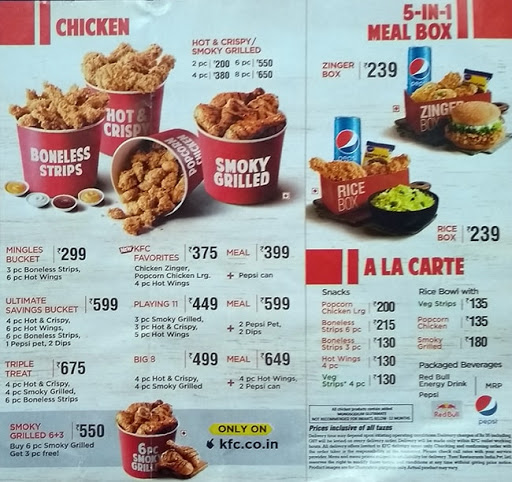 CHICKEN
HOT & CRISPY/
SMOKY GRILLED
2 pc ₹200 6 pc ₹550
4 pc ₹380 8 pc ₹650
BONELESS
STRIPS
HOT &
CRISPY
POPCORN
CHICKEN
SMOKY
GRILLED
5-IN-1
MEAL BOX
ZINGER
BOX ₹239
pepsi
ZINGER
BOX
pepsi
RICE
BOX
RICE
BOX ₹239
MINGLES
BUCKET ₹299
3 pc Boneless Strips,
6 pc Hot Wings
NEW KFC
FAVORITES ₹375
Chicken Zinger,
Popcorn Chicken Lrg.
4 pc Hot Wings
MEAL ₹399
+ Pepsi can
ULTIMATE
SAVINGS BUCKET ₹599
4 pc Hot & Crispy,
6 pc Hot Wings,
6 pc Boneless Strips,
1 Pepsi pet, 2 Dips
PLAYING 11 ₹449
3 pc Smoky Grilled,
3 pc Hot & Crispy,
5 pc Hot Wings
MEAL ₹599
+ 2 Pepsi Pet,
2 Dips
TRIPLE
TREAT ₹675
4 pc Hot & Crispy,
4 pc Smoky Grilled,
6 pc Boneless Strips
BIG 8 ₹499
4 pc Hot & Crispy,
4 pc Smoky Grilled
MEAL ₹649
+ 4 pc Hot Wings,
2 Pepsi can
SMOKY
GRILLED 6+3 ₹550
Buy 6 pc Smoky Grilled
Get 3 pc free!
6pc
SMOKY
GRILLED
ONLY ON
kfc.co.in
A LA CARTE
Snacks
Popcorn
Chicken Lrg ₹200
Boneless
Strips 6 pc ₹215
Boneless
Strips 3 pc ₹130
Hot Wings
4 pc ₹130
Veg
Strips* 4 pc ₹130
Rice Bowl with
Veg Strips ₹135
Popcorn
Chicken ₹135
Smoky
Grilled ₹180
Packaged Beverages
Red Bull
Energy Drink
Pepsi
MRP
Red Bull
pepsi
Prices inclusive of all taxes